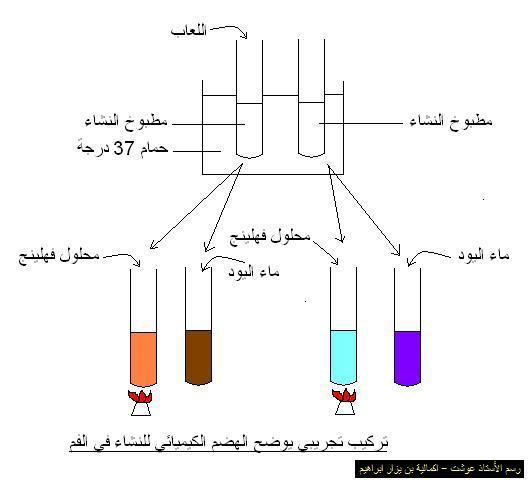 اللعاب
مطبوخ النشاء
مطبوخ النشاء
حمام 37 درجة
محلول فهلينج
ماء اليود
محلول فهلينج
ماء اليود
تركيب تجريبي يوضح الهضم الكيميائي للنشاء في الفم
رسم الأستاذ عوشت - اكمالية بن يزار ابراهيم